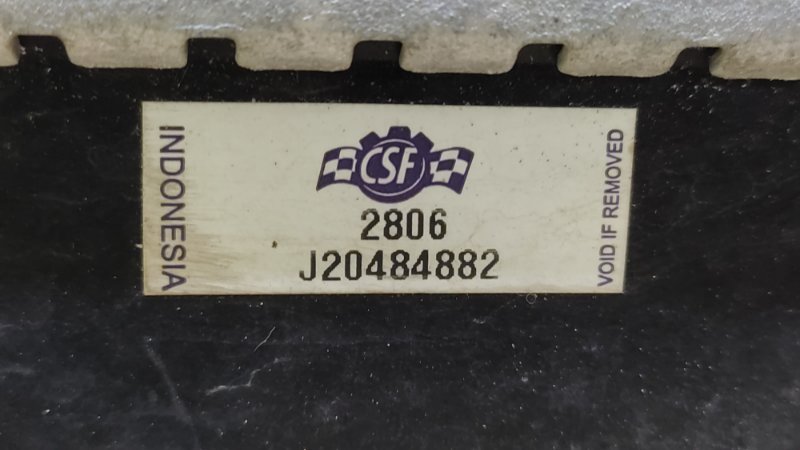 INDONESIA
CSF
2806
J20484882
VOID IF REMOVED